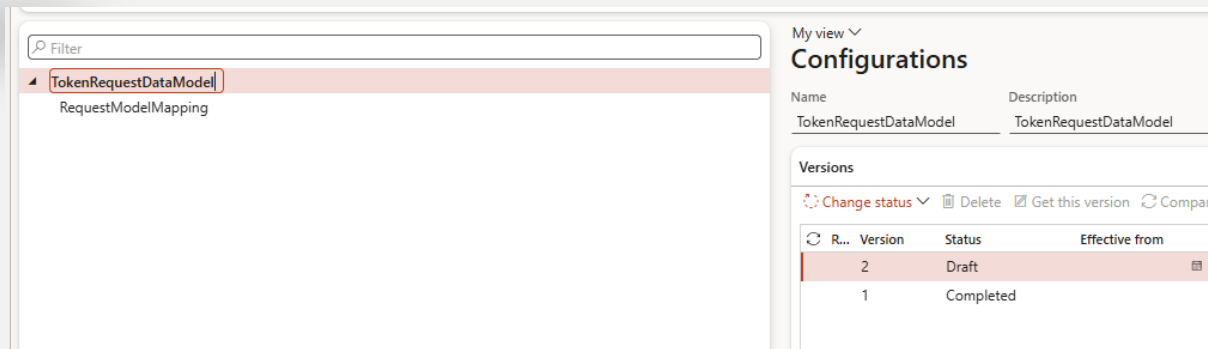 Filter
TokenRequestDataModel
RequestModelMapping
My view
Configurations
Name Description
TokenRequestDataModel TokenRequestDataModel
Versions
Change status Delete Get this version Compar
R... Version Status Effective from
2 Draft
1 Completed